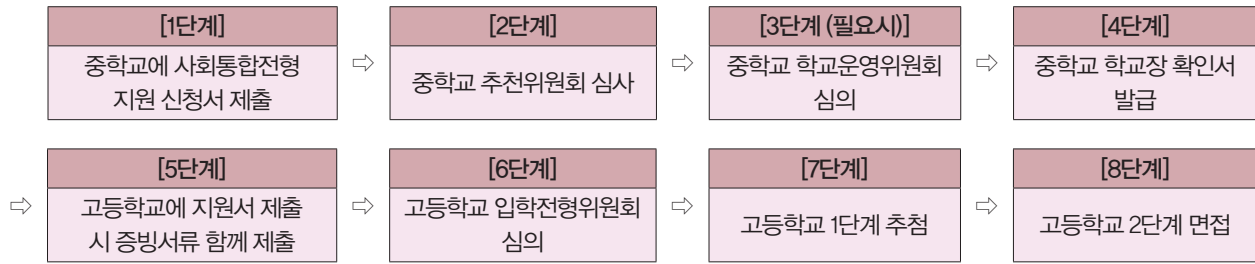 [1단계]
중학교에 사회통합전형
지원 신청서 제출
⇨
[2단계]
중학교 추천위원회 심사
⇨
[3단계 (필요시)]
중학교 학교운영위원회
심의
⇨
[4단계]
중학교 학교장 확인서
발급
⇨
[5단계]
고등학교에 지원서 제출
시 증빙서류 함께 제출
⇨
[6단계]
고등학교 입학전형위원회
심의
⇨
[7단계]
고등학교 1단계 추첨
⇨
[8단계]
고등학교 2단계 면접